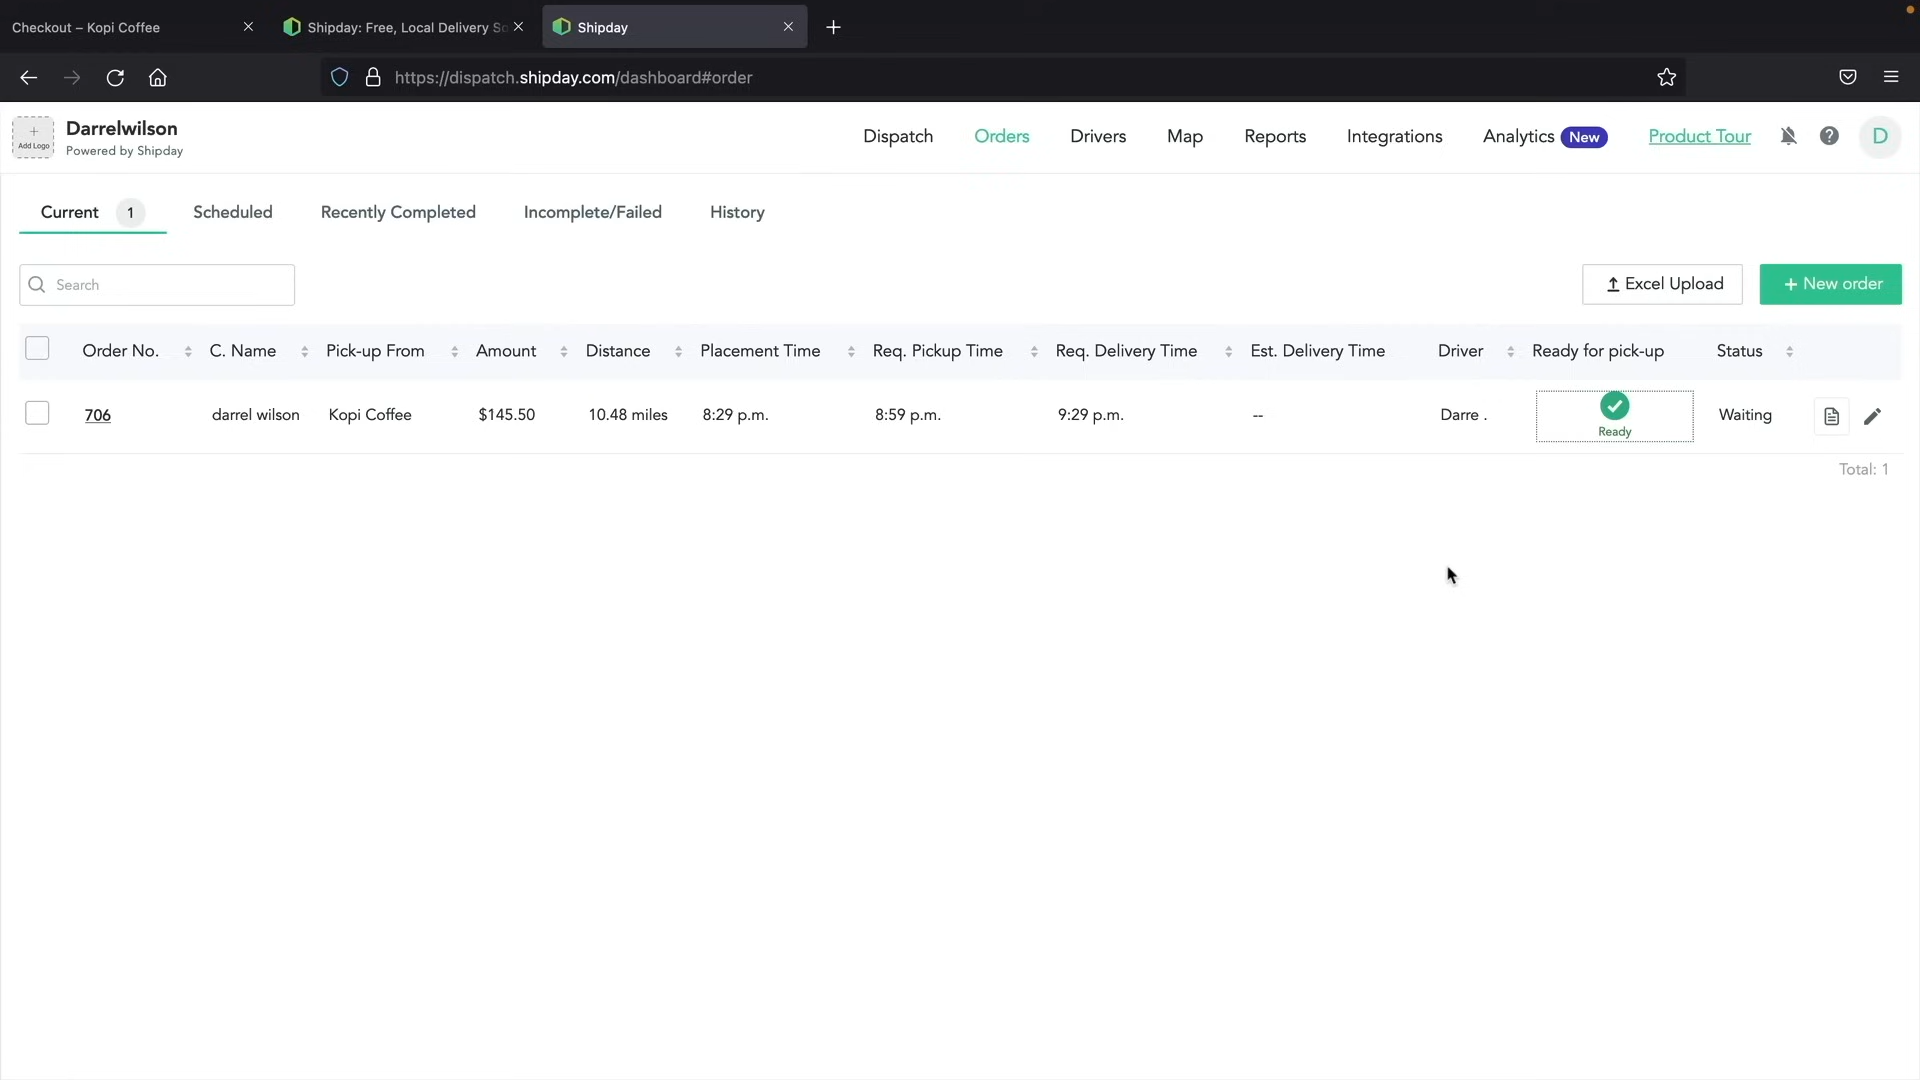 Checkout – Kopi Coffee
Shipday: Free, Local Delivery So
Shipday
https://dispatch.shipday.com/dashboard#order
Add Logo
Darrelwilson
Powered by Shipday
Dispatch
Orders
Drivers
Map
Reports
Integrations
Analytics New
Product Tour
D
Current 1
Scheduled
Recently Completed
Incomplete/Failed
History
Search
Excel Upload
+ New order
Order No. C. Name Pick-up From Amount Distance Placement Time Req. Pickup Time Req. Delivery Time Est. Delivery Time Driver Ready for pick-up Status
706 darrel wilson Kopi Coffee $145.50 10.48 miles 8:29 p.m. 8:59 p.m. 9:29 p.m. -- Darre . Ready Waiting
Total: 1